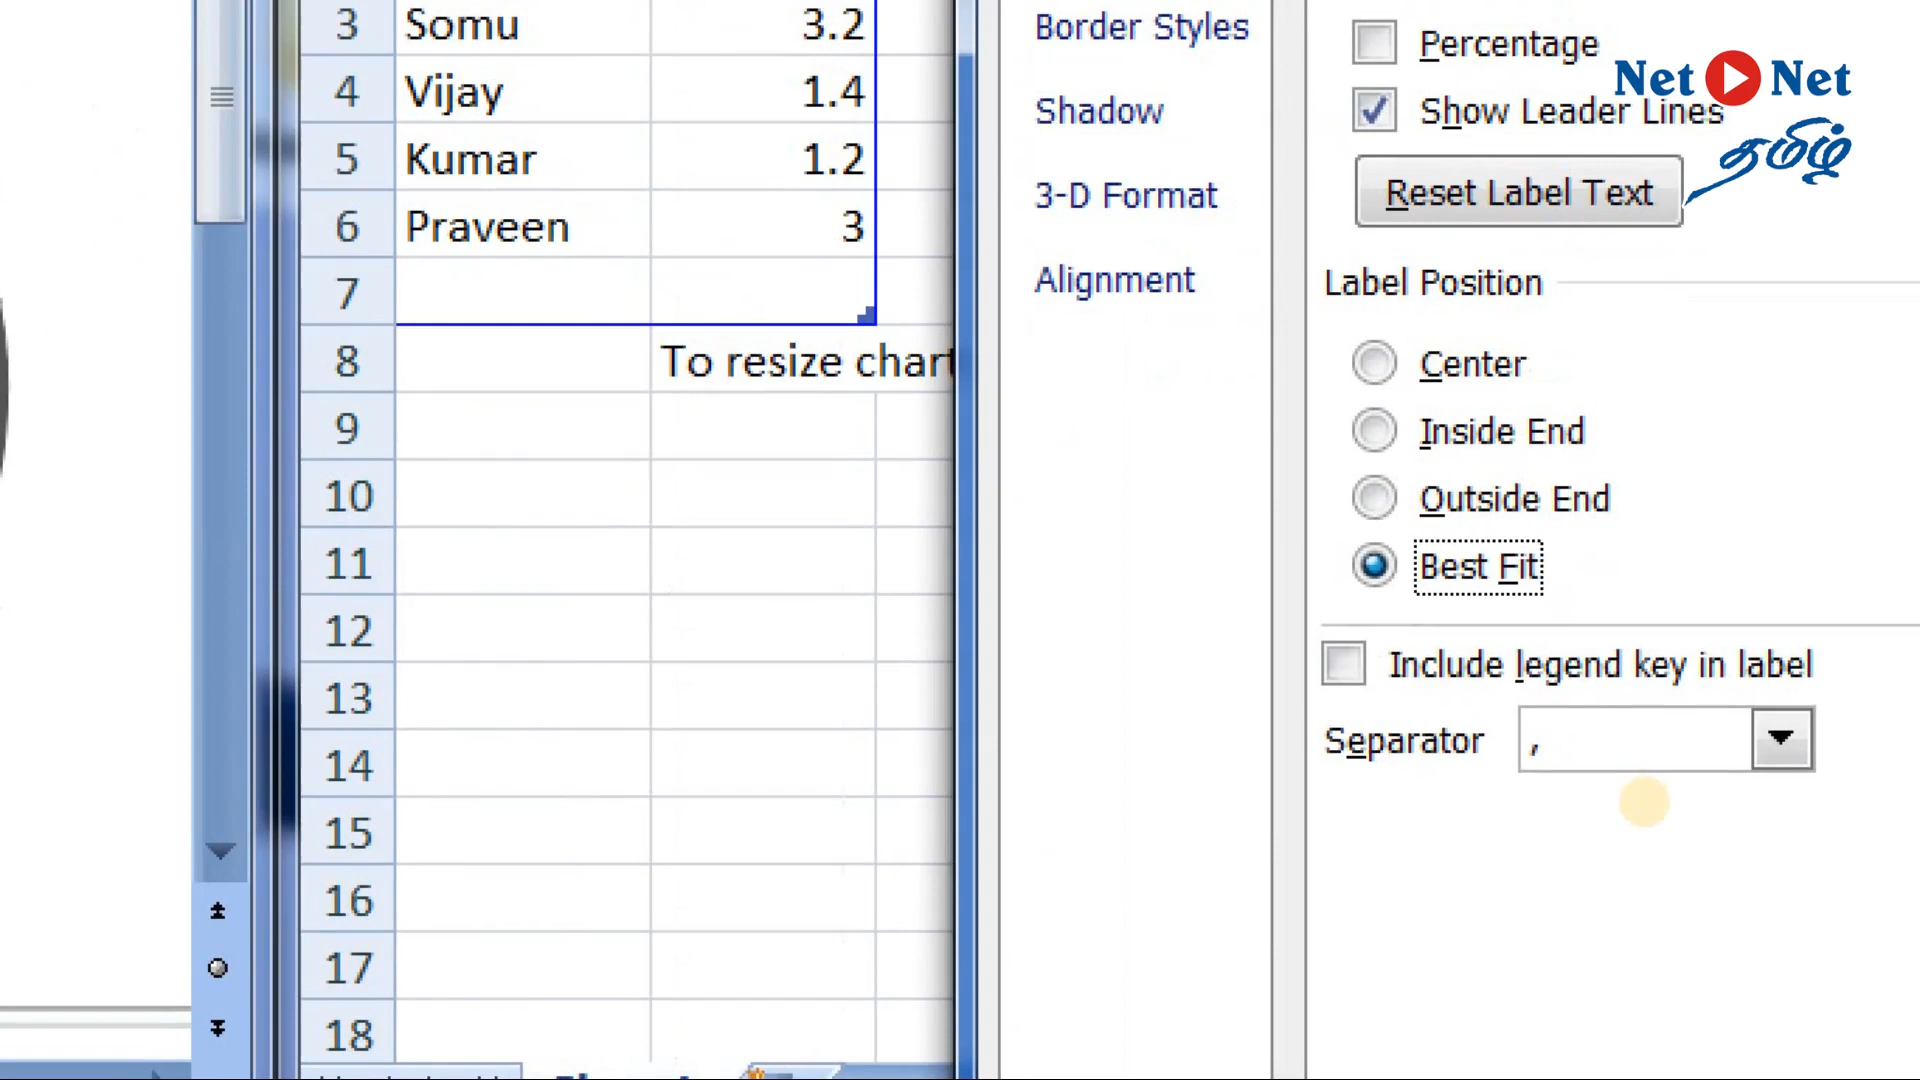 3 Somu 3.2
4 Vijay 1.4
5 Kumar 1.2
6 Praveen 3
7
8 To resize chart
9
10
11
12
13
14
15
16
17
18
Border Styles
Shadow
3-D Format
Alignment
Percentage
Show Leader Lines
Reset Label Text
Label Position
Center
Inside End
Outside End
Best Fit
Include legend key in label
Separator ,
Net Net
தமிழ்